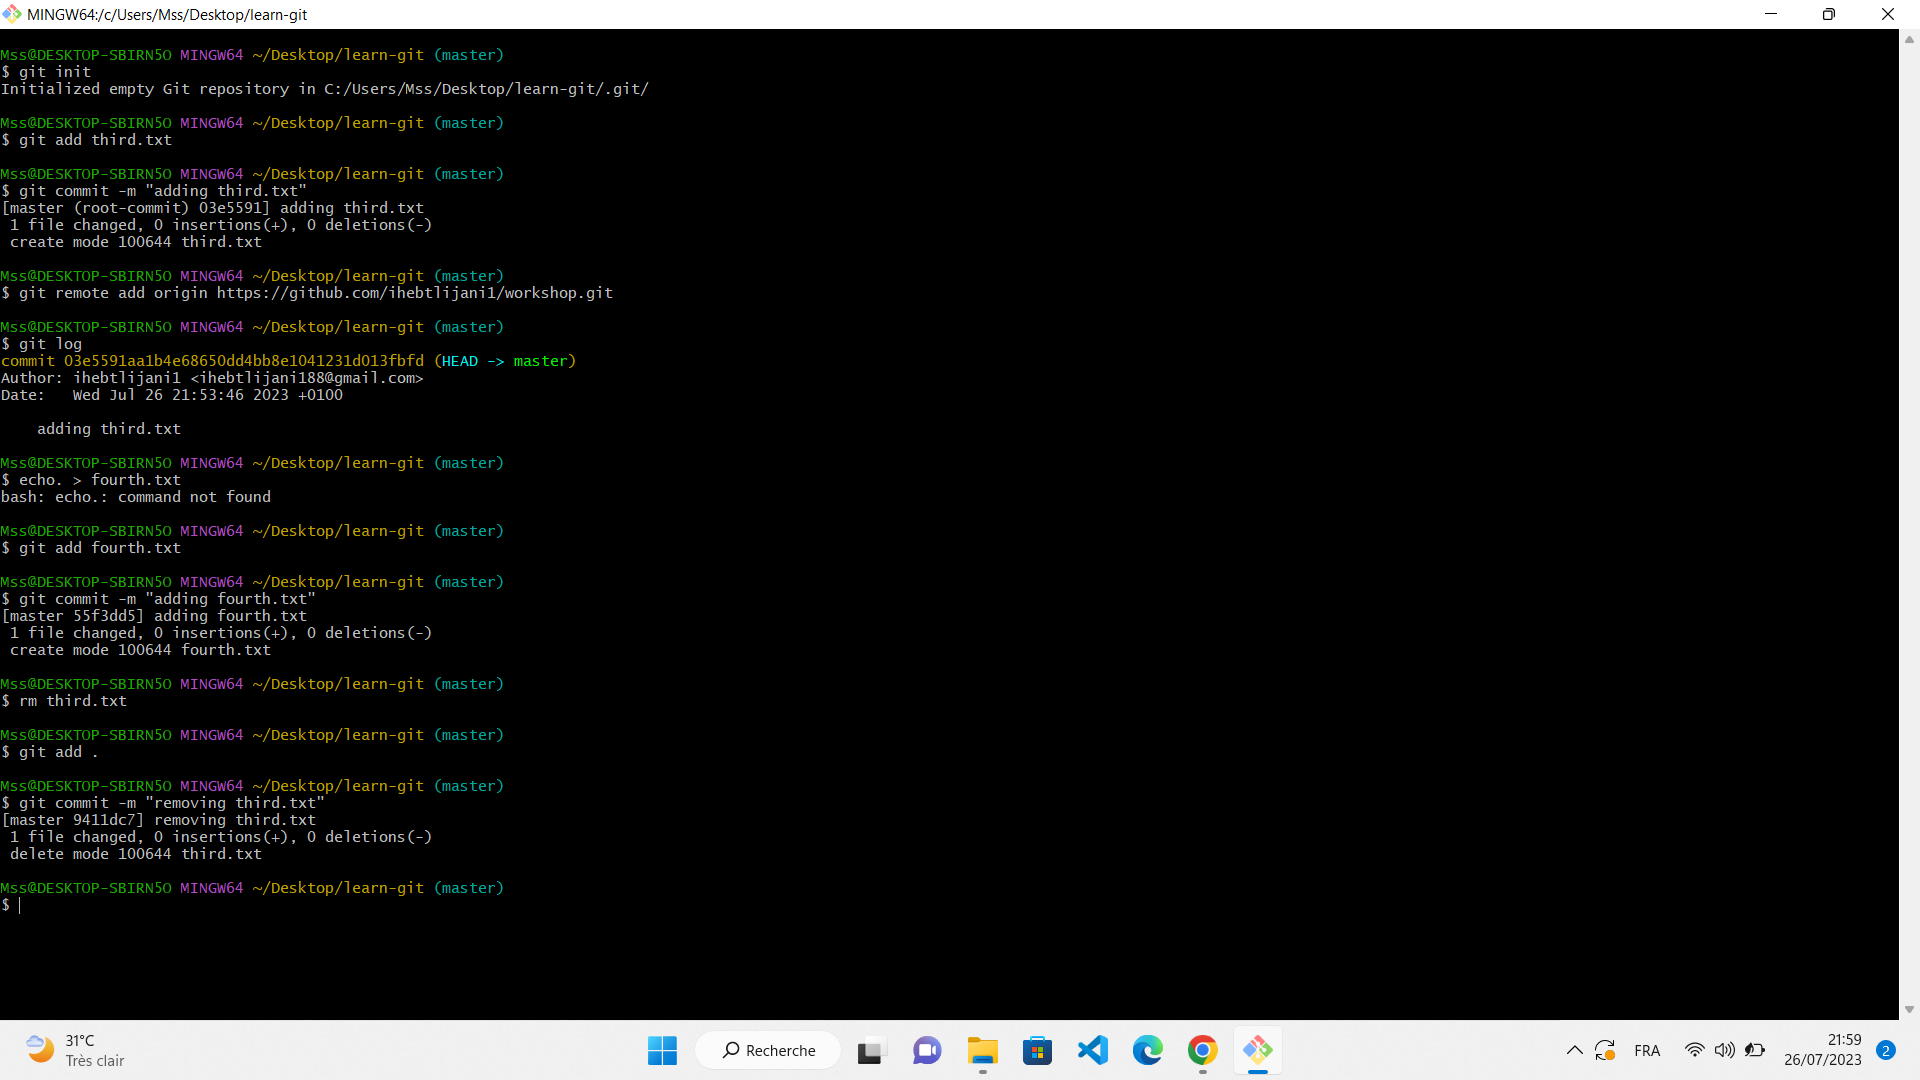 MINGW64:/c/Users/Mss/Desktop/learn-git
Mss@DESKTOP-SBIRN5O MINGW64 ~/Desktop/learn-git (master)
$ git init
Initialized empty Git repository in C:/Users/Mss/Desktop/learn-git/.git/
Mss@DESKTOP-SBIRN5O MINGW64 ~/Desktop/learn-git (master)
$ git add third.txt
Mss@DESKTOP-SBIRN5O MINGW64 ~/Desktop/learn-git (master)
$ git commit -m "adding third.txt"
[master (root-commit) 03e5591] adding third.txt
1 file changed, 0 insertions(+), 0 deletions(-)
create mode 100644 third.txt
Mss@DESKTOP-SBIRN5O MINGW64 ~/Desktop/learn-git (master)
$ git remote add origin https://github.com/ihebtlijani1/workshop.git
Mss@DESKTOP-SBIRN5O MINGW64 ~/Desktop/learn-git (master)
$ git log
commit 03e5591aa1b4e68650dd4bb8e1041231d013fbfd (HEAD -> master)
Author: ihebtlijani1 <ihebtlijani188@gmail.com>
Date:   Wed Jul 26 21:53:46 2023 +0100
adding third.txt
Mss@DESKTOP-SBIRN5O MINGW64 ~/Desktop/learn-git (master)
$ echo. > fourth.txt
bash: echo.: command not found
Mss@DESKTOP-SBIRN5O MINGW64 ~/Desktop/learn-git (master)
$ git add fourth.txt
Mss@DESKTOP-SBIRN5O MINGW64 ~/Desktop/learn-git (master)
$ git commit -m "adding fourth.txt"
[master 55f3dd5] adding fourth.txt
1 file changed, 0 insertions(+), 0 deletions(-)
create mode 100644 fourth.txt
Mss@DESKTOP-SBIRN5O MINGW64 ~/Desktop/learn-git (master)
$ rm third.txt
Mss@DESKTOP-SBIRN5O MINGW64 ~/Desktop/learn-git (master)
$ git add .
Mss@DESKTOP-SBIRN5O MINGW64 ~/Desktop/learn-git (master)
$ git commit -m "removing third.txt"
[master 9411dc7] removing third.txt
1 file changed, 0 insertions(+), 0 deletions(-)
delete mode 100644 third.txt
Mss@DESKTOP-SBIRN5O MINGW64 ~/Desktop/learn-git (master)
$
31°C
Très clair
Recherche
FRA
21:59
26/07/2023
2